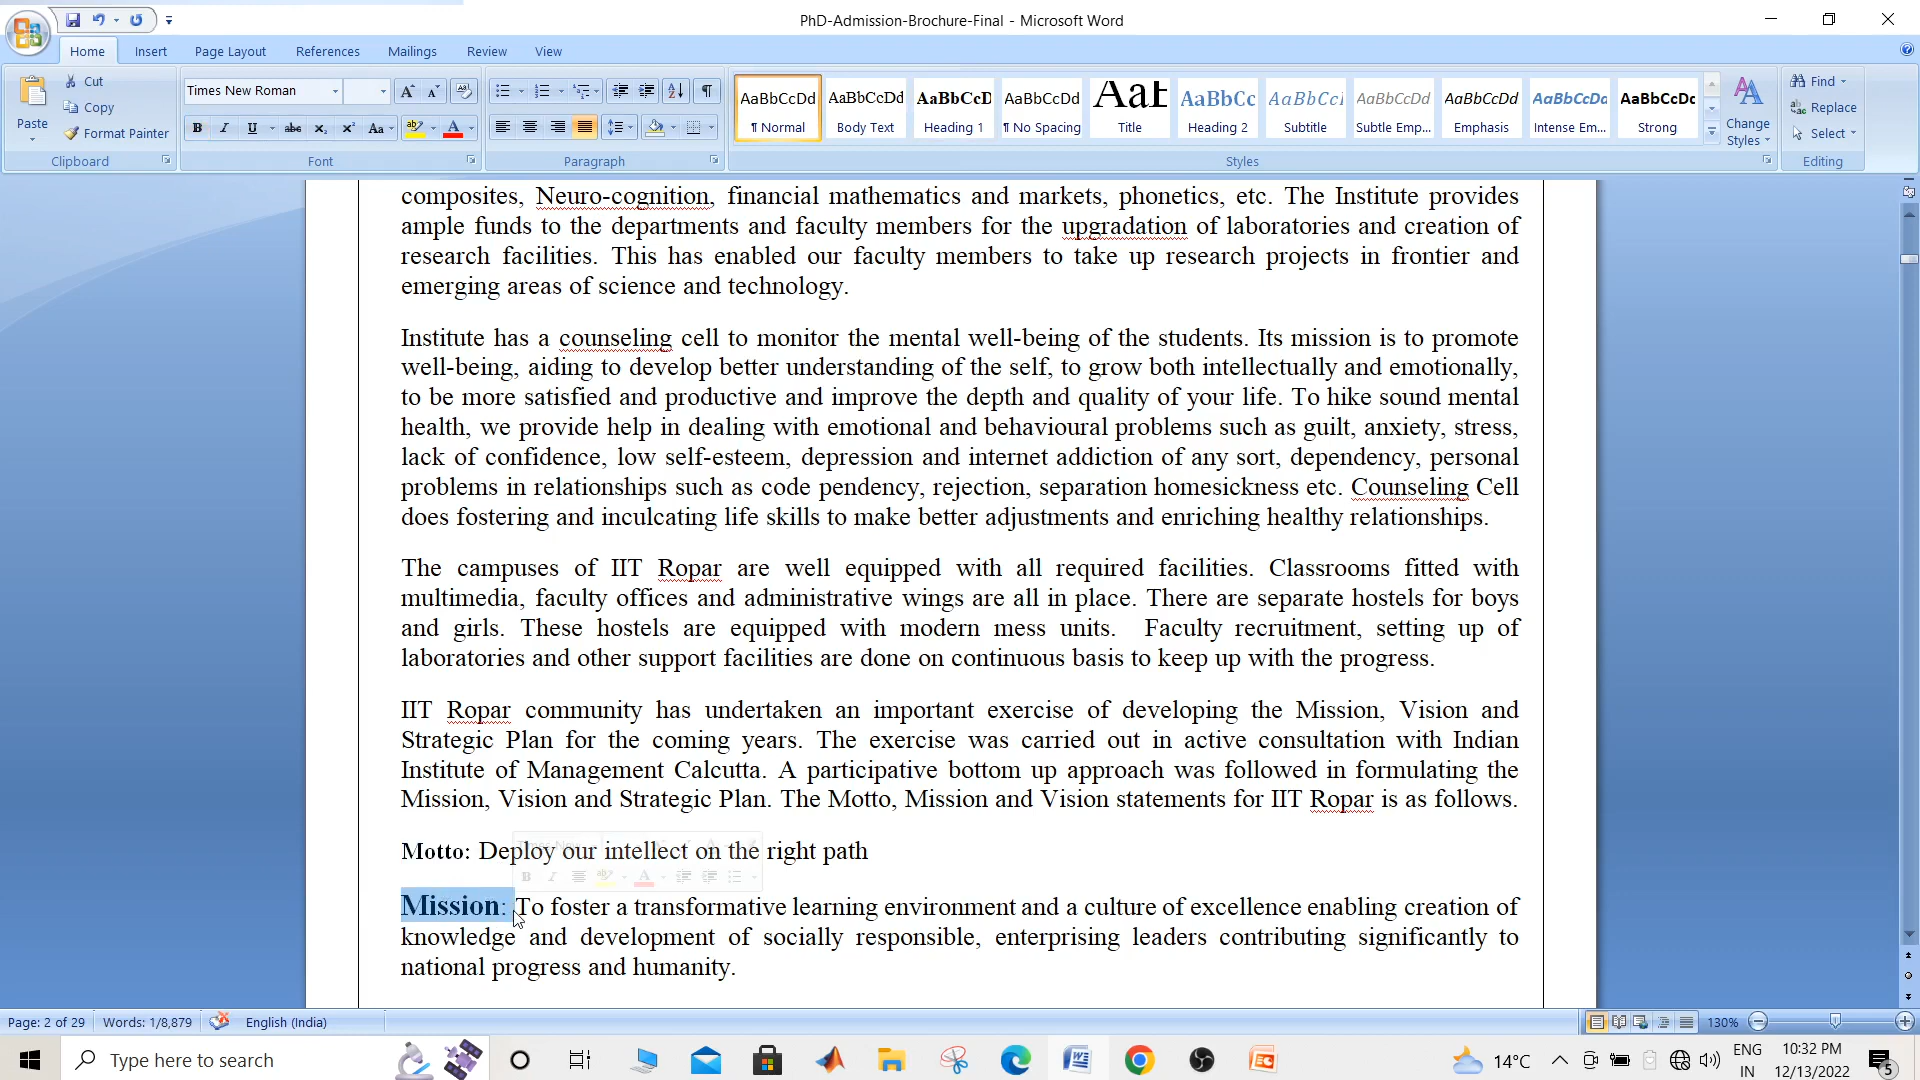 PhD-Admission-Brochure-Final - Microsoft Word
Home Insert Page Layout References Mailings Review View
Paste
Cut
Copy
Format Painter
Clipboard
Times New Roman
Font
Paragraph
AaBbCcDd AaBbCcDd AaBbCcD AaBbCcDd AaB AaBbCc AaBbCcI AaBbCcDd AaBbCcDd AaBbCcDd AaBbCcDc
¶ Normal Body Text Heading 1 ¶ No Spacing Title Heading 2 Subtitle Subtle Emp... Emphasis Intense Em... Strong
Change Styles
Styles
Find
Replace
Select
Editing
composites, Neuro-cognition, financial mathematics and markets, phonetics, etc. The Institute provides
ample funds to the departments and faculty members for the upgradation of laboratories and creation of
research facilities. This has enabled our faculty members to take up research projects in frontier and
emerging areas of science and technology.
Institute has a counseling cell to monitor the mental well-being of the students. Its mission is to promote
well-being, aiding to develop better understanding of the self, to grow both intellectually and emotionally,
to be more satisfied and productive and improve the depth and quality of your life. To hike sound mental
health, we provide help in dealing with emotional and behavioural problems such as guilt, anxiety, stress,
lack of confidence, low self-esteem, depression and internet addiction of any sort, dependency, personal
problems in relationships such as code pendency, rejection, separation homesickness etc. Counseling Cell
does fostering and inculcating life skills to make better adjustments and enriching healthy relationships.
The campuses of IIT Ropar are well equipped with all required facilities. Classrooms fitted with
multimedia, faculty offices and administrative wings are all in place. There are separate hostels for boys
and girls. These hostels are equipped with modern mess units. Faculty recruitment, setting up of
laboratories and other support facilities are done on continuous basis to keep up with the progress.
IIT Ropar community has undertaken an important exercise of developing the Mission, Vision and
Strategic Plan for the coming years. The exercise was carried out in active consultation with Indian
Institute of Management Calcutta. A participative bottom up approach was followed in formulating the
Mission, Vision and Strategic Plan. The Motto, Mission and Vision statements for IIT Ropar is as follows.
Motto: Deploy our intellect on the right path
Mission: To foster a transformative learning environment and a culture of excellence enabling creation of
knowledge and development of socially responsible, enterprising leaders contributing significantly to
national progress and humanity.
Page: 2 of 29 Words: 1/8,879 English (India) 130%
Type here to search
14°C
ENG
IN
10:32 PM
12/13/2022
5